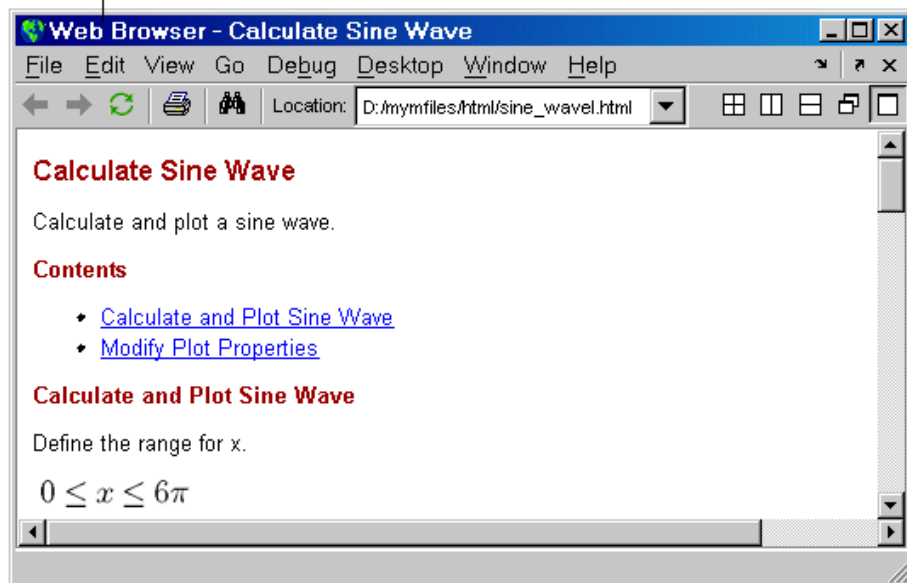 Web Browser - Calculate Sine Wave
File Edit View Go Debug Desktop Window Help
Location: D:/mymfiles/html/sine_wavel.html
Calculate Sine Wave
Calculate and plot a sine wave.
Contents
• Calculate and Plot Sine Wave
• Modify Plot Properties
Calculate and Plot Sine Wave
Define the range for x.
0 ≤ x ≤ 6π